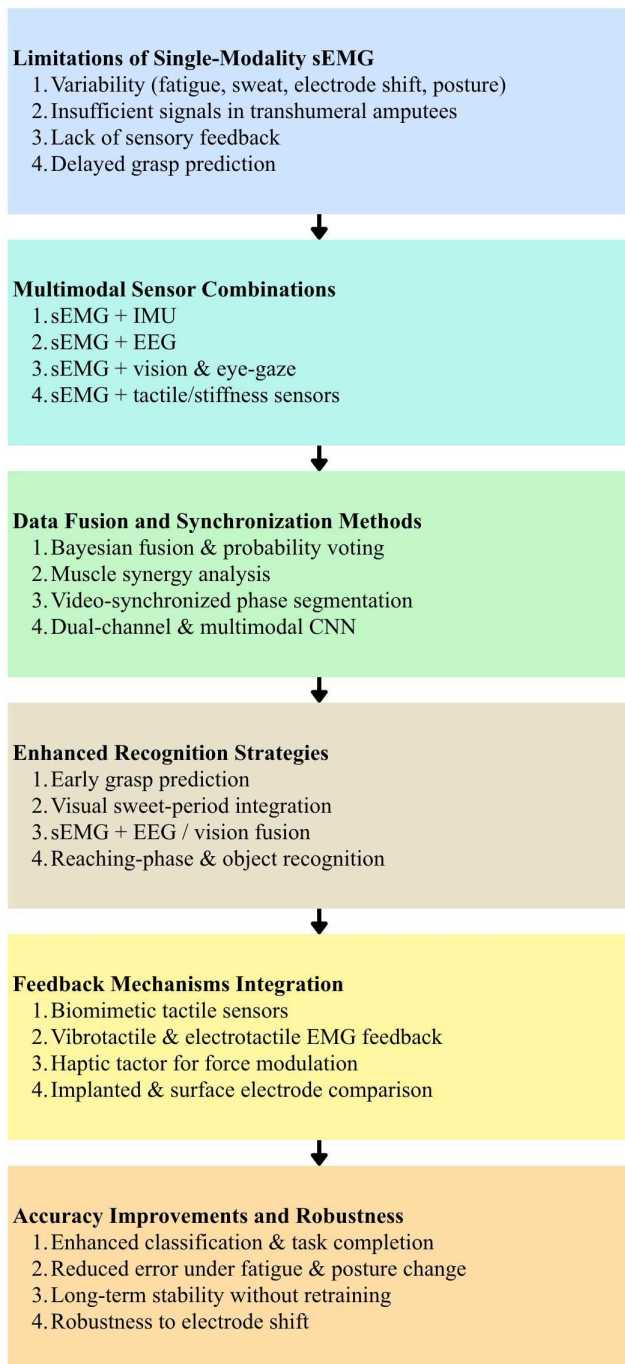 Limitations of Single-Modality sEMG
1. Variability (fatigue, sweat, electrode shift, posture)
2. Insufficient signals in transhumeral amputees
3. Lack of sensory feedback
4. Delayed grasp prediction
Multimodal Sensor Combinations
1. sEMG + IMU
2. sEMG + EEG
3. sEMG + vision & eye-gaze
4. sEMG + tactile/stiffness sensors
Data Fusion and Synchronization Methods
1. Bayesian fusion & probability voting
2. Muscle synergy analysis
3. Video-synchronized phase segmentation
4. Dual-channel & multimodal CNN
Enhanced Recognition Strategies
1. Early grasp prediction
2. Visual sweet-period integration
3. sEMG + EEG / vision fusion
4. Reaching-phase & object recognition
Feedback Mechanisms Integration
1. Biomimetic tactile sensors
2. Vibrotactile & electrotactile EMG feedback
3. Haptic tactor for force modulation
4. Implanted & surface electrode comparison
Accuracy Improvements and Robustness
1. Enhanced classification & task completion
2. Reduced error under fatigue & posture change
3. Long-term stability without retraining
4. Robustness to electrode shift